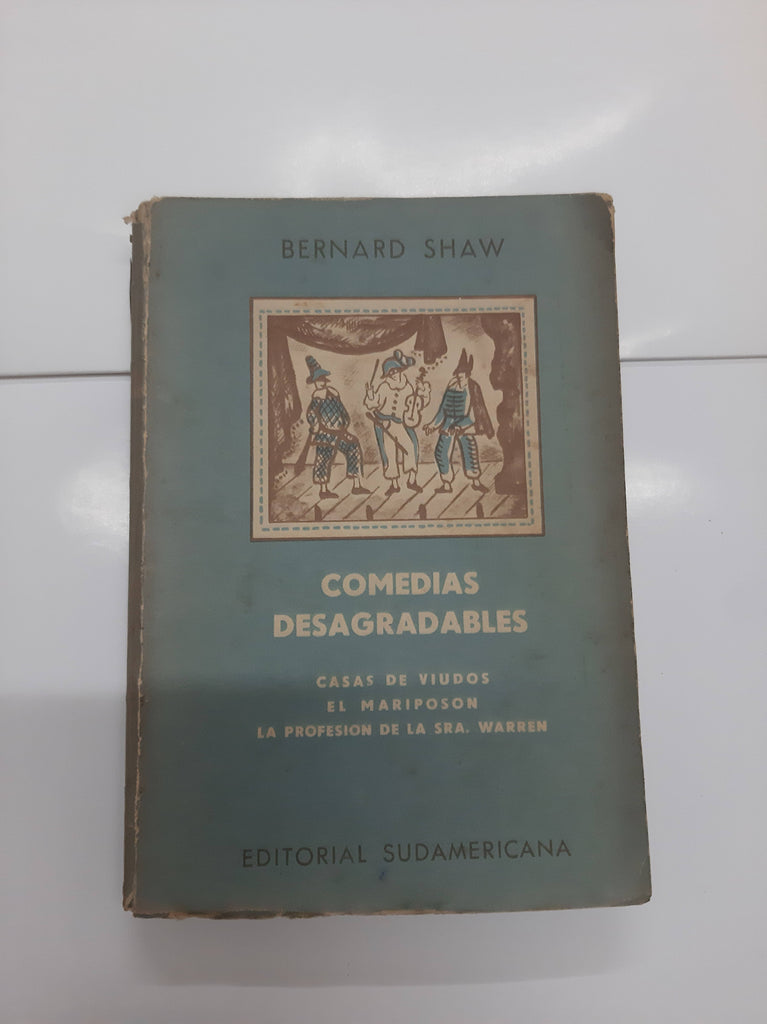 BERNARD SHAW
COMEDIAS
DESAGRADABLES
CASAS DE VIUDOS
EL MARIPOSON
LA PROFESION DE LA SRA. WARREN
EDITORIAL SUDAMERICANA